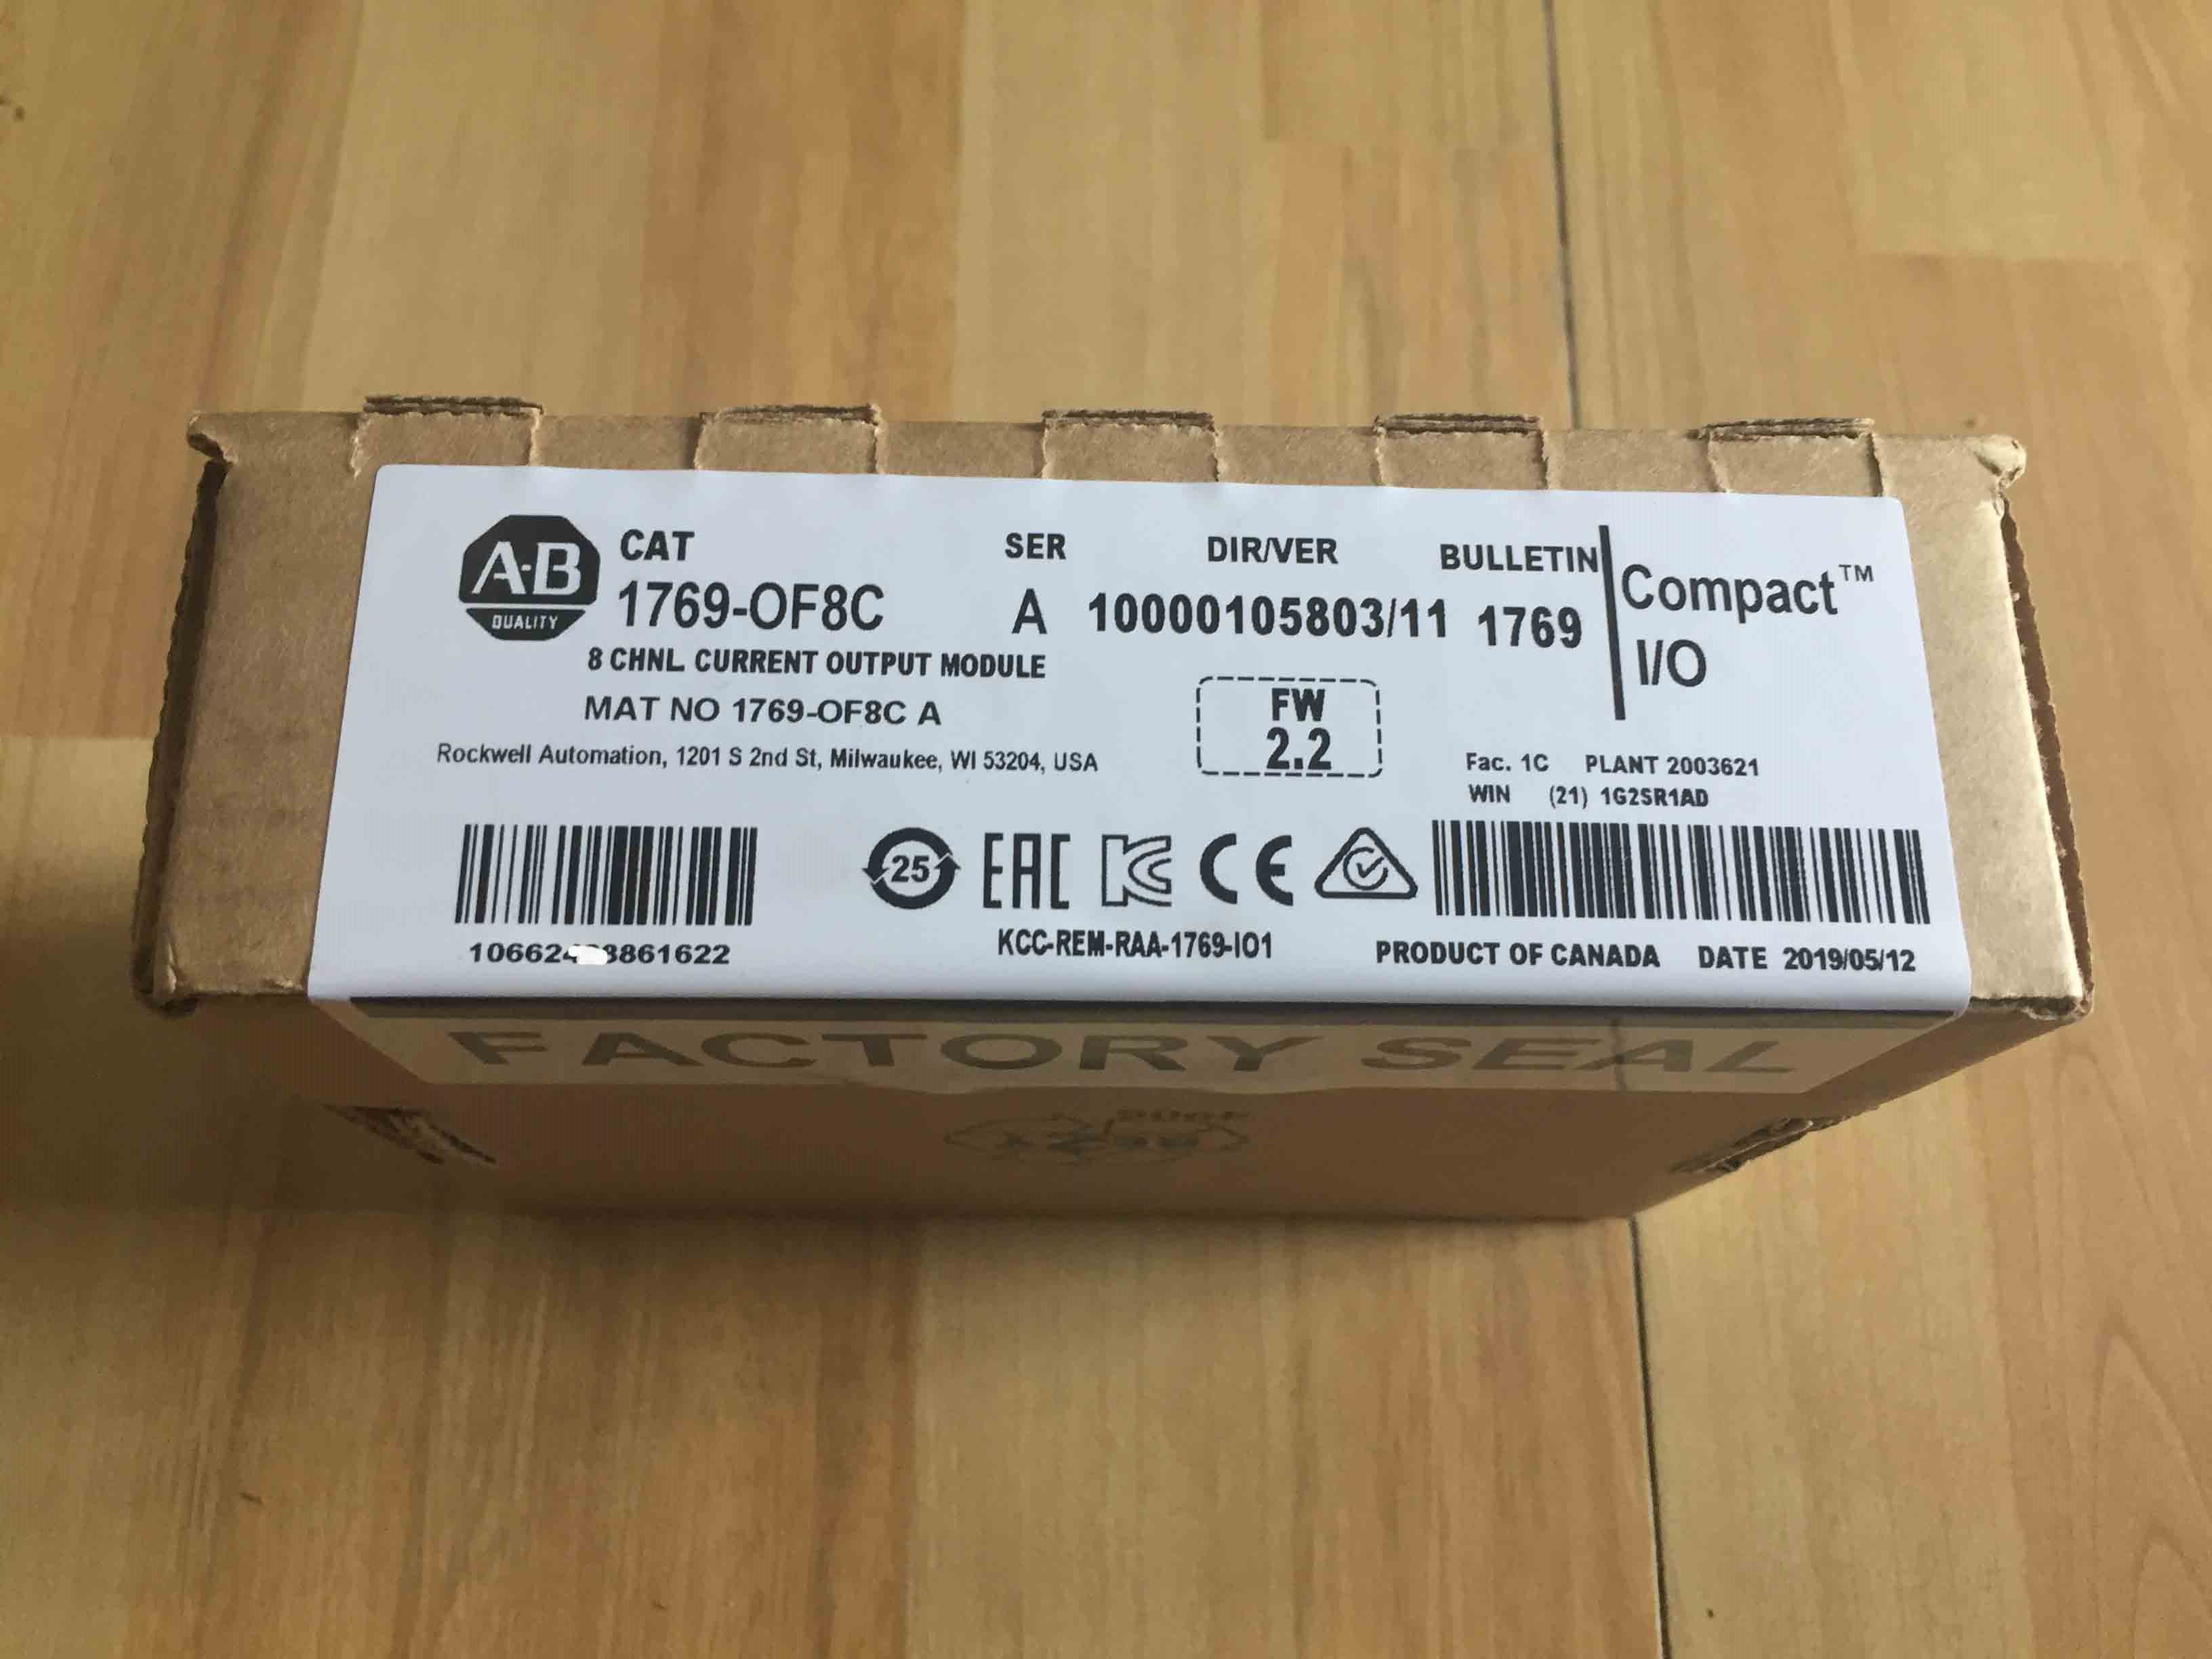 A-B
QUALITY
CAT
1769-OF8C
SER
A
DIR/VER
10000105803/11
BULLETIN
1769
Compact™
I/O
8 CHNL CURRENT OUTPUT MODULE
MAT NO 1769-OF8C A
FW
2.2
Rockwell Automation, 1201 S 2nd St, Milwaukee, WI 53204, USA
Fac. 1C PLANT 2003621
WIN (21) 1G2SR1AD
25
EAC
KC
CE
KCC-REM-RAA-1769-IO1
PRODUCT OF CANADA DATE 2019/05/12
FACTORY SEAL